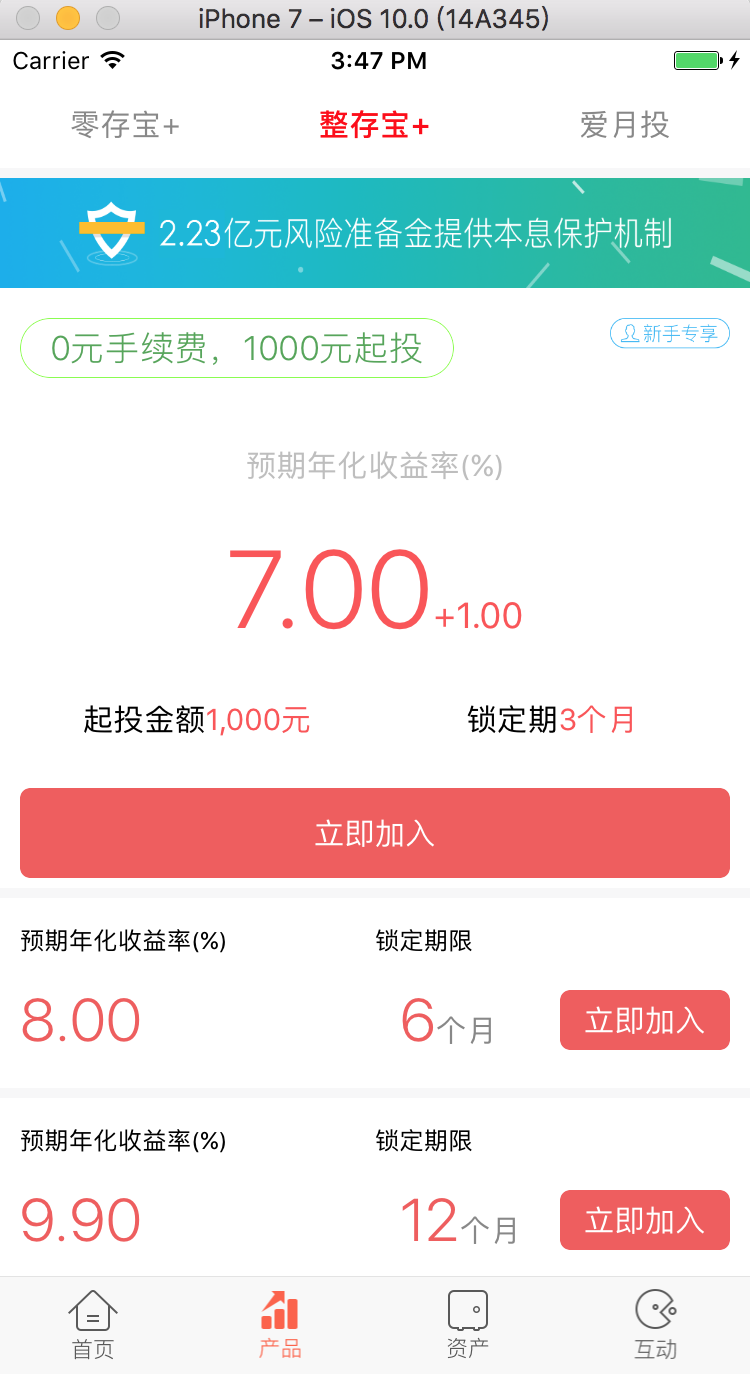 iPhone 7 – iOS 10.0 (14A345)
Carrier 3:47 PM
零存宝+ 整存宝+ 爱月投
2.23亿元风险准备金提供本息保护机制
0元手续费，1000元起投 新手专享
预期年化收益率(%)
7.00+1.00
起投金额1,000元 锁定期3个月
立即加入
预期年化收益率(%) 锁定期限
8.00 6个月 立即加入
预期年化收益率(%) 锁定期限
9.90 12个月 立即加入
首页 产品 资产 互动